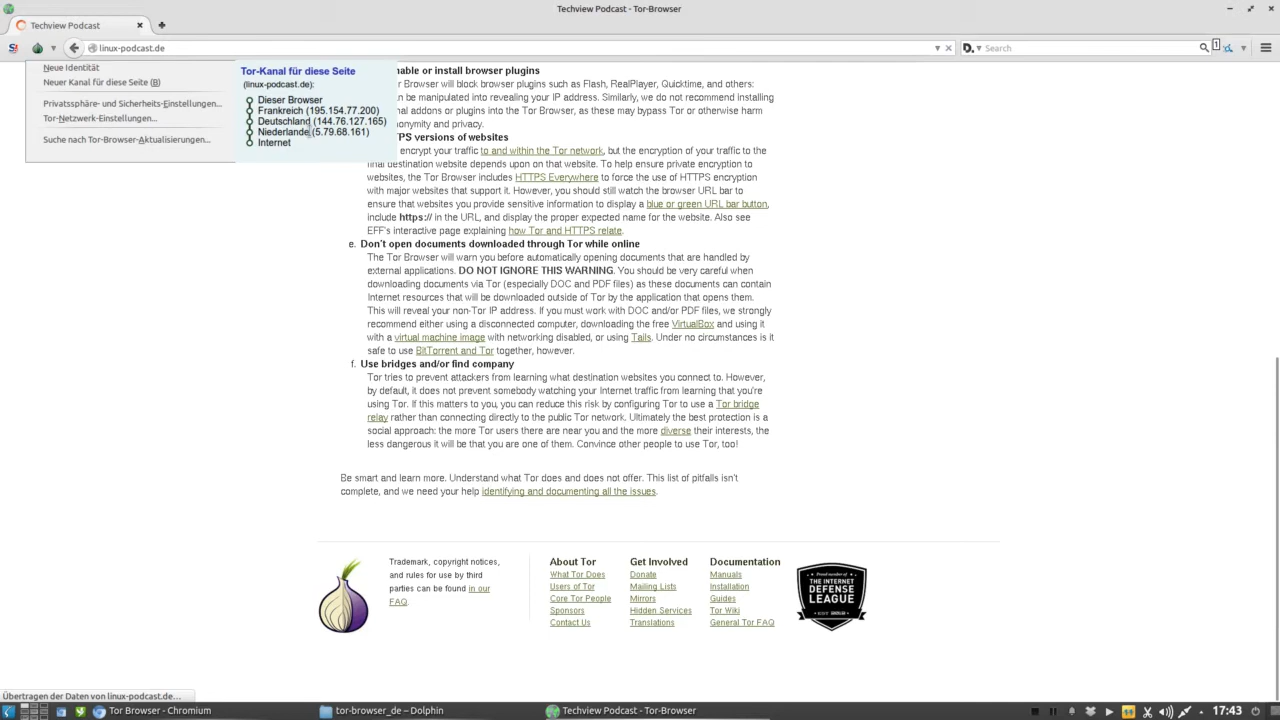 Techview Podcast - Tor-Browser
Techview Podcast
linux-podcast.de
Search
1
Neue Identität
Neuer Kanal für diese Seite (B)
Privatssphäre- und Sicherheits-Einstellungen...
Tor-Netzwerk-Einstellungen...
Suche nach Tor-Browser-Aktualisierungen...
Tor-Kanal für diese Seite
(linux-podcast.de):
Dieser Browser
Frankreich (195.154.77.200)
Deutschland (144.76.127.165)
Niederlande (5.79.68.161)
Internet
nable or install browser plugins
r Browser will block browser plugins such as Flash, RealPlayer, Quicktime, and others:
an be manipulated into revealing your IP address. Similarly, we do not recommend installing
nal addons or plugins into the Tor Browser, as these may bypass Tor or otherwise harm
nonymity and privacy.
TPS versions of websites
encrypt your traffic to and within the Tor network, but the encryption of your traffic to the
final destination website depends upon on that website. To help ensure private encryption to
websites, the Tor Browser includes HTTPS Everywhere to force the use of HTTPS encryption
with major websites that support it. However, you should still watch the browser URL bar to
ensure that websites you provide sensitive information to display a blue or green URL bar button,
include https:// in the URL, and display the proper expected name for the website. Also see
EFF's interactive page explaining how Tor and HTTPS relate.
e. Don't open documents downloaded through Tor while online
The Tor Browser will warn you before automatically opening documents that are handled by
external applications. DO NOT IGNORE THIS WARNING. You should be very careful when
downloading documents via Tor (especially DOC and PDF files) as these documents can contain
Internet resources that will be downloaded outside of Tor by the application that opens them.
This will reveal your non-Tor IP address. If you must work with DOC and/or PDF files, we strongly
recommend either using a disconnected computer, downloading the free VirtualBox and using it
with a virtual machine image with networking disabled, or using Tails. Under no circumstances is it
safe to use BitTorrent and Tor together, however.
f. Use bridges and/or find company
Tor tries to prevent attackers from learning what destination websites you connect to. However,
by default, it does not prevent somebody watching your Internet traffic from learning that you're
using Tor. If this matters to you, you can reduce this risk by configuring Tor to use a Tor bridge
relay rather than connecting directly to the public Tor network. Ultimately the best protection is a
social approach: the more Tor users there are near you and the more diverse their interests, the
less dangerous it will be that you are one of them. Convince other people to use Tor, too!
Be smart and learn more. Understand what Tor does and does not offer. This list of pitfalls isn't
complete, and we need your help identifying and documenting all the issues.
Trademark, copyright notices,
and rules for use by third
parties can be found in our
FAQ.
About Tor
What Tor Does
Users of Tor
Core Tor People
Sponsors
Contact Us
Get Involved
Donate
Mailing Lists
Mirrors
Hidden Services
Translations
Documentation
Manuals
Installation
Guides
Tor Wiki
General Tor FAQ
Proud member of
THE INTERNET
DEFENSE
LEAGUE
EST 2012
Übertragen der Daten von linux-podcast.de...
Tor Browser - Chromium
tor-browser_de – Dolphin
Techview Podcast - Tor-Browser
17:43